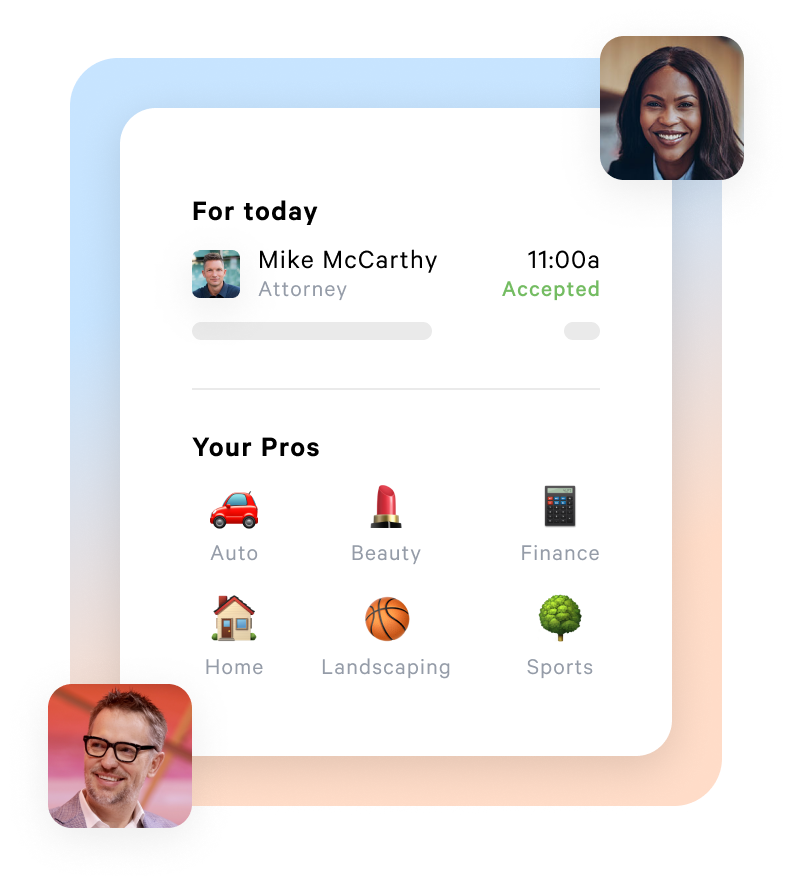 For today
Mike McCarthy 11:00a
Attorney Accepted
Your Pros
Auto Beauty Finance
Home Landscaping Sports